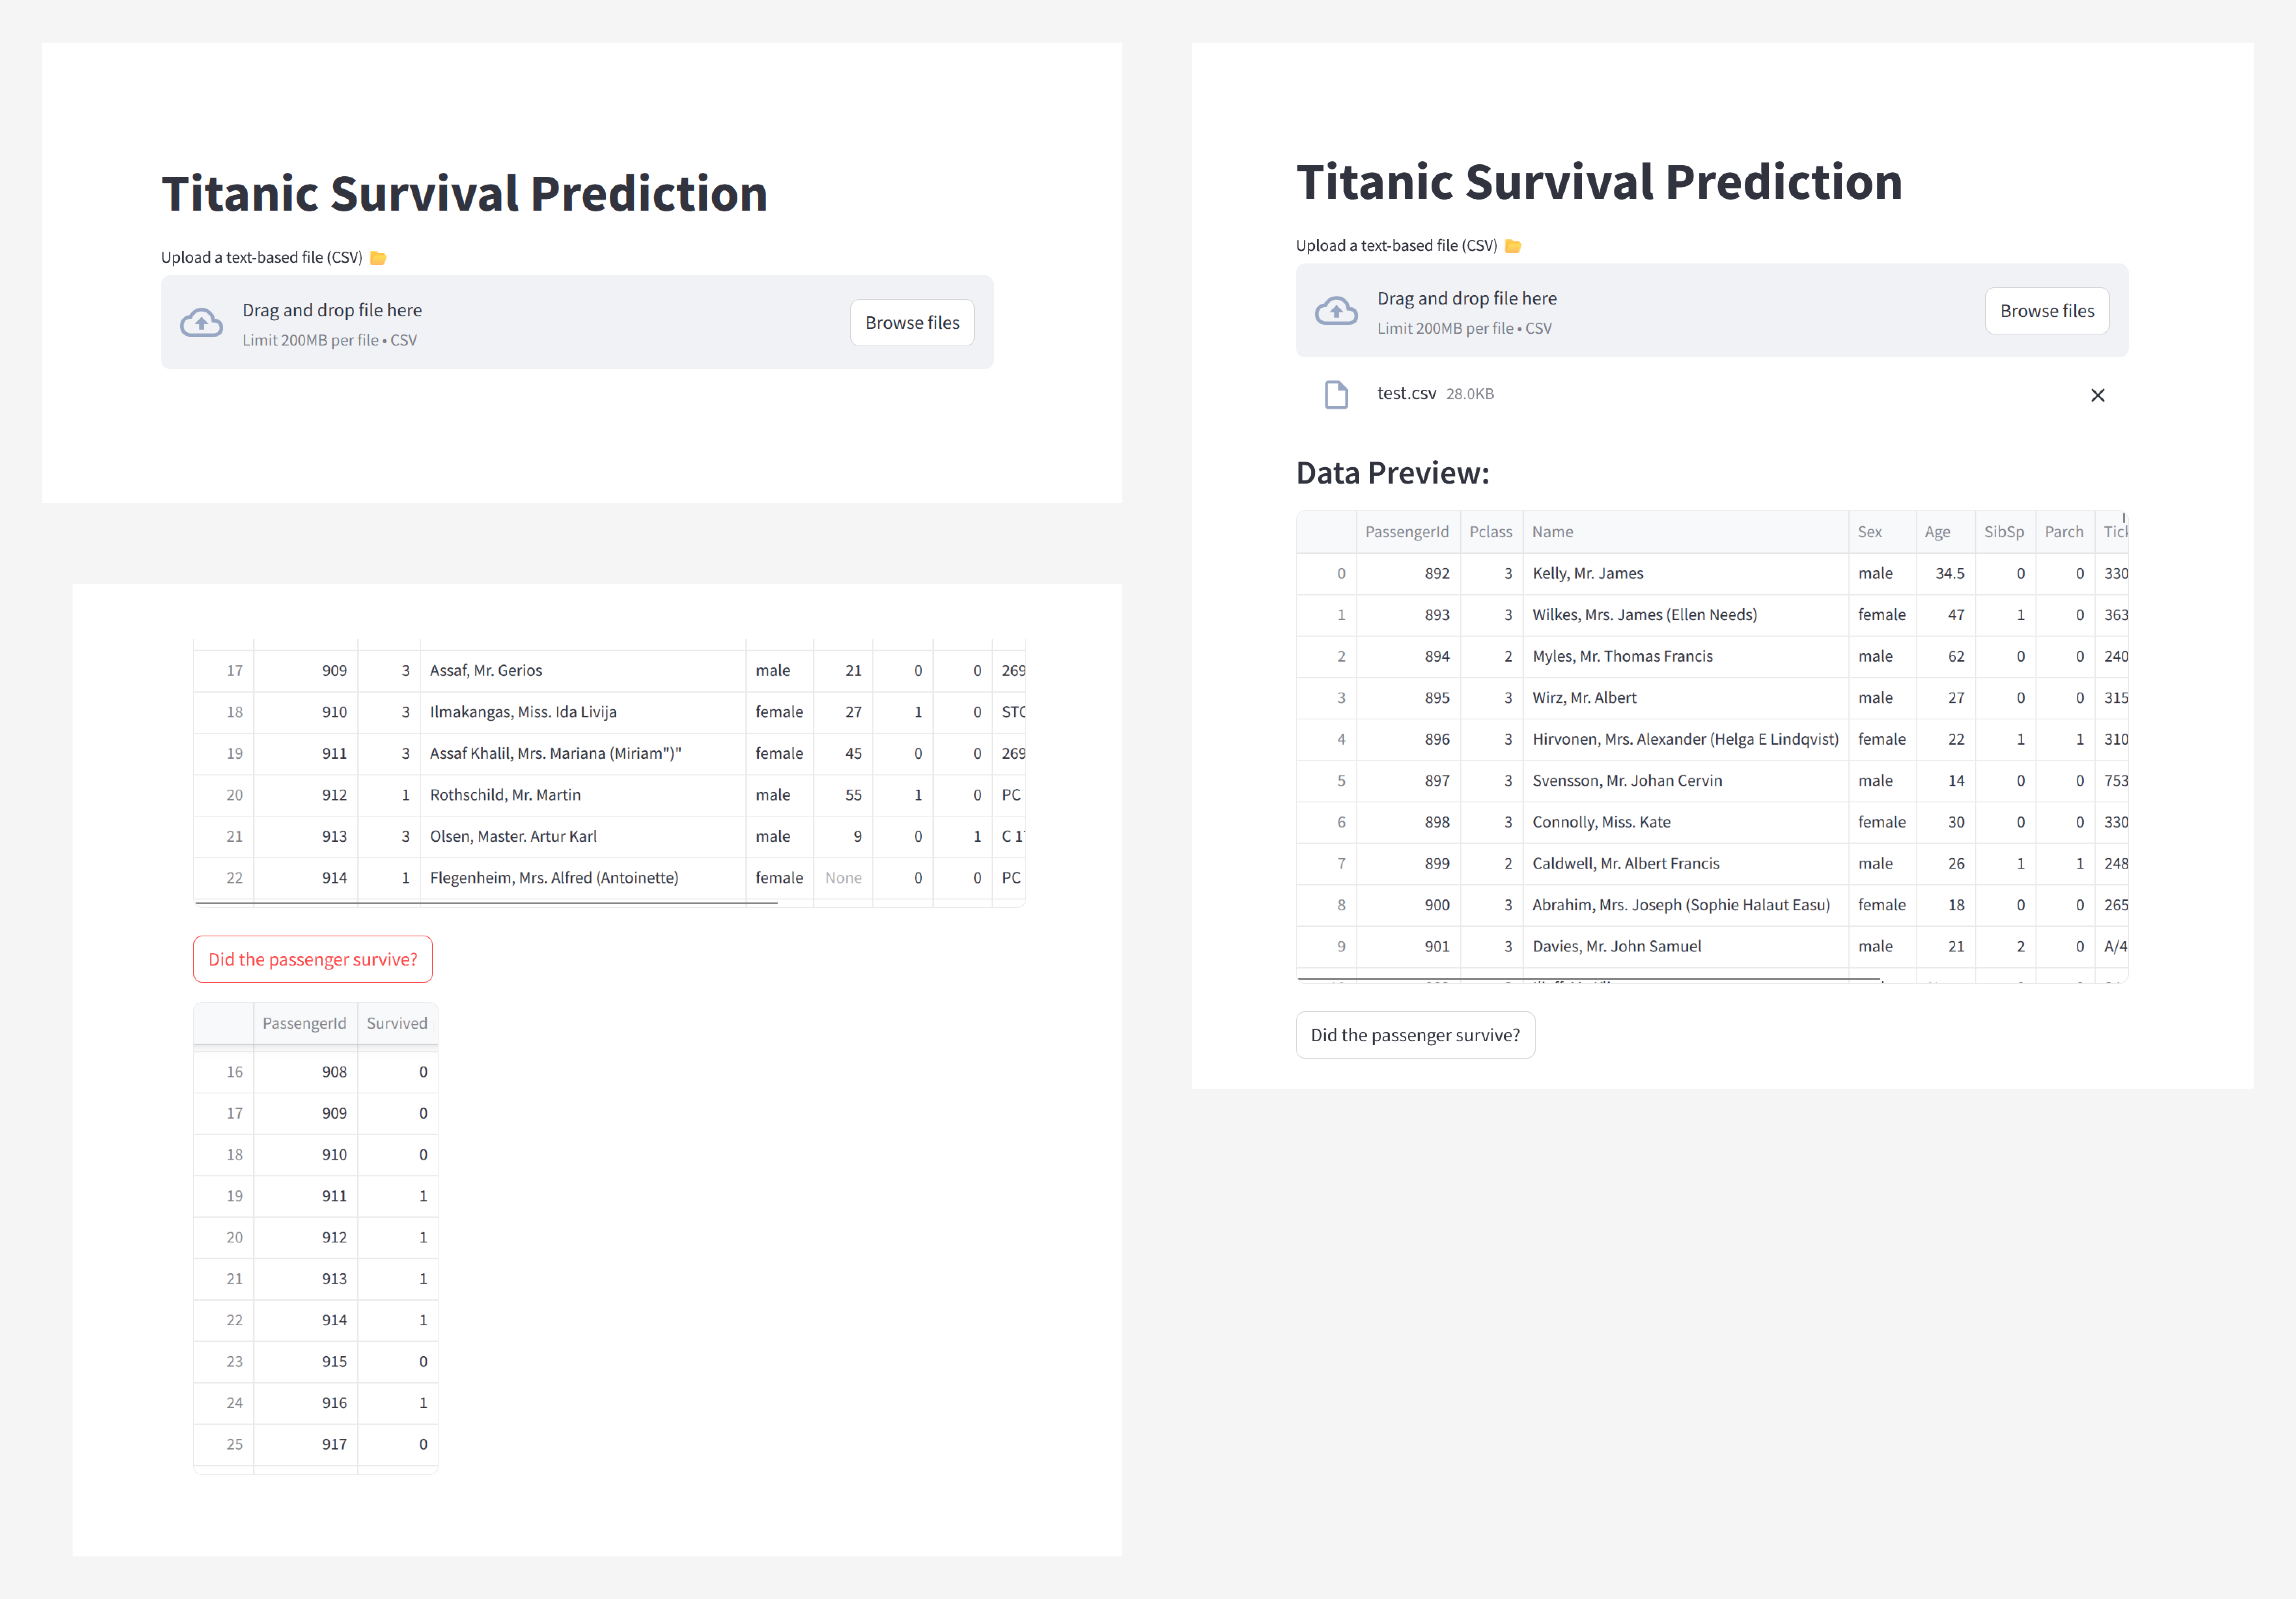 Titanic Survival Prediction
Upload a text-based file (CSV)
Drag and drop file here
Limit 200MB per file • CSV
Browse files
17 909 3 Assaf, Mr. Gerios male 21 0 0 269
18 910 3 Ilmakangas, Miss. Ida Livija female 27 1 0
19 911 3 Assaf Khalil, Mrs. Mariana (Miriam")" female 45 0 0 269
20 912 1 Rothschild, Mr. Martin male 55 1 0 PC
21 913 3 Olsen, Master. Artur Karl male 9 0 1 C
22 914 1 Flegenheim, Mrs. Alfred (Antoinette) female None 0 0 PC
Did the passenger survive?
PassengerId Survived
16 908 0
17 909 0
18 910 0
19 911 1
20 912 1
21 913 1
22 914 1
23 915 0
24 916 1
25 917 0
Titanic Survival Prediction
Upload a text-based file (CSV)
Drag and drop file here
Limit 200MB per file • CSV
Browse files
test.csv 28.0KB
Data Preview:
PassengerId Pclass Name Sex Age SibSp Parch
0 892 3 Kelly, Mr. James male 34.5 0 0 330
1 893 3 Wilkes, Mrs. James (Ellen Needs) female 47 1 0 363
2 894 2 Myles, Mr. Thomas Francis male 62 0 0 240
3 895 3 Wirz, Mr. Albert male 27 0 0 315
4 896 3 Hirvonen, Mrs. Alexander (Helga E Lindqvist) female 22 1 1 310
5 897 3 Svensson, Mr. Johan Cervin male 14 0 0 753
6 898 3 Connolly, Miss. Kate female 30 0 0 330
7 899 2 Caldwell, Mr. Albert Francis male 26 1 1 248
8 900 3 Abrahim, Mrs. Joseph (Sophie Halaut Easu) female 18 0 0 265
9 901 3 Davies, Mr. John Samuel male 21 2 0 A/4
Did the passenger survive?